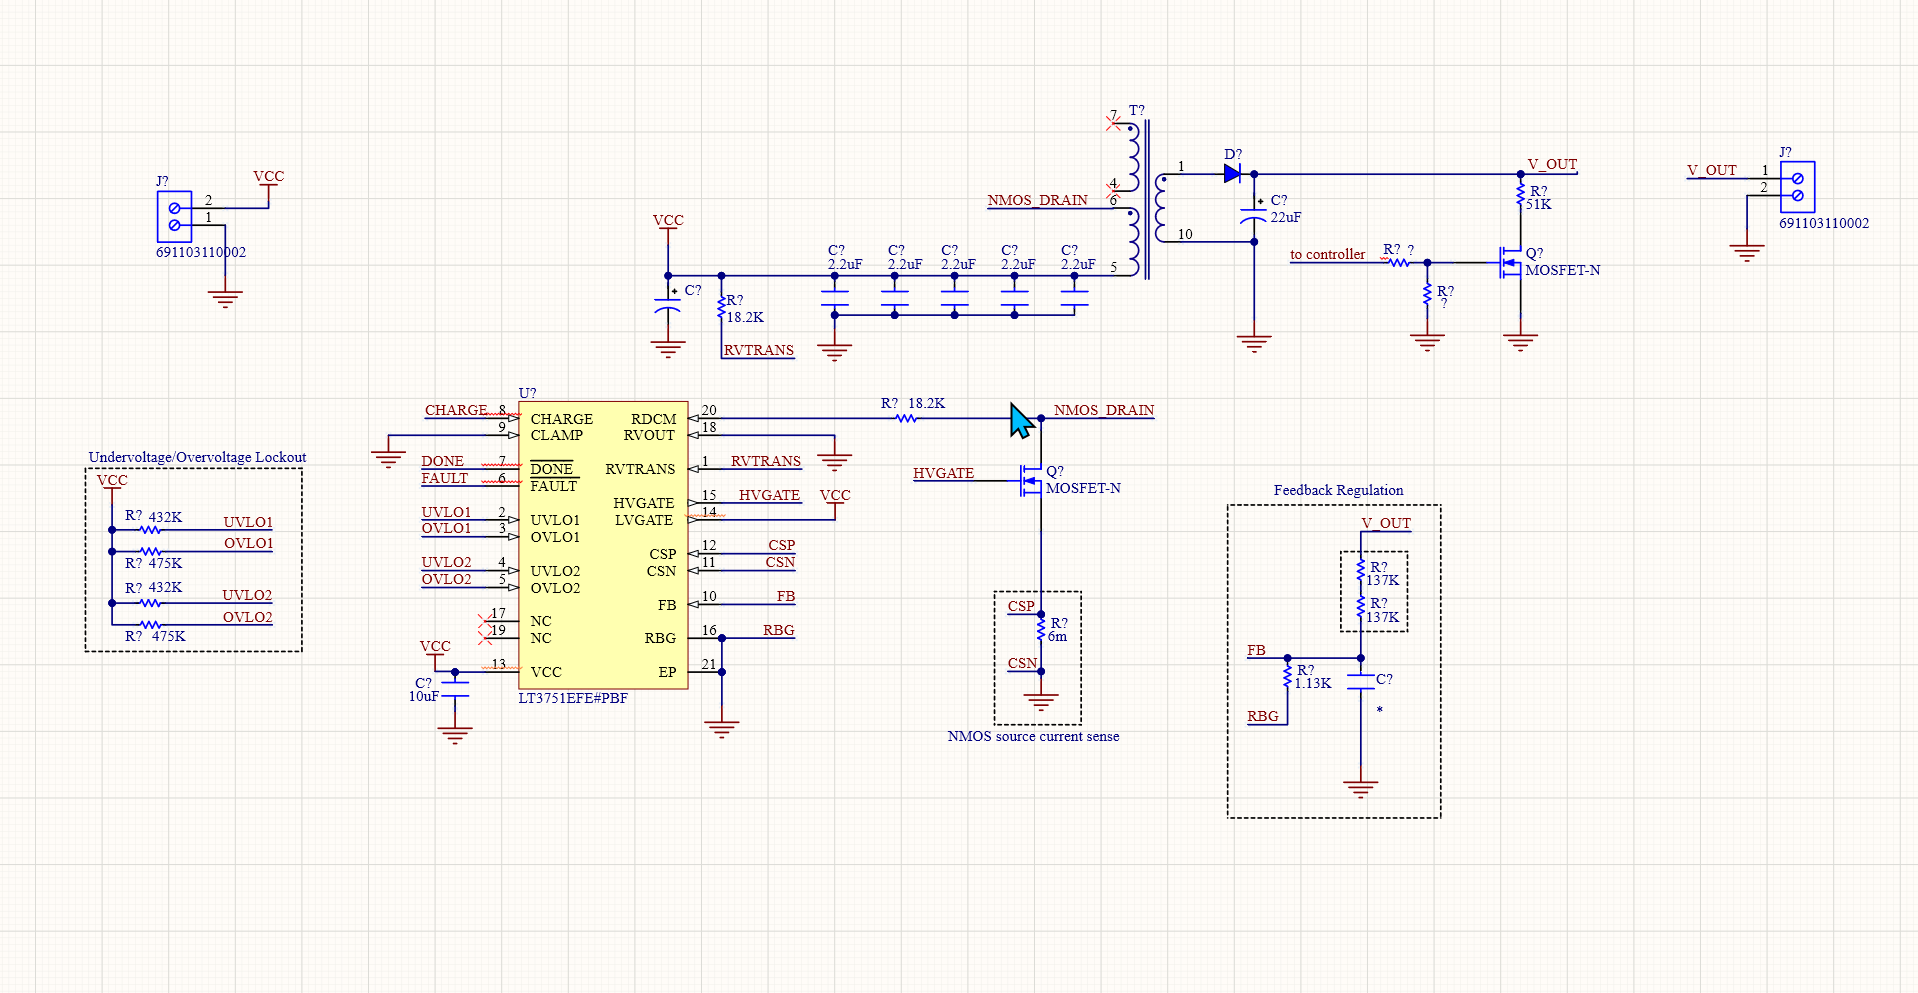 J?
2
1
691103110002
VCC
VCC
C?
R?
18.2K
RVTRANS
C?
2.2uF
C?
2.2uF
C?
2.2uF
C?
2.2uF
C?
2.2uF
NMOS_DRAIN
7
T?
4
6
5
1
10
D?
C?
22uF
V_OUT
R?
51K
to controller
R? ?
R?
?
Q?
MOSFET-N
V_OUT
J?
1
2
691103110002
Undervoltage/Overvoltage Lockout
VCC
R? 432K
UVLO1
OVLO1
R? 475K
R? 432K
UVLO2
OVLO2
R? 475K
U?
CHARGE 8 CHARGE
9 CLAMP
DONE 7 DONE
FAULT 6 FAULT
UVLO1 2 UVLO1
OVLO1 3 OVLO1
UVLO2 4 UVLO2
OVLO2 5 OVLO2
17 NC
19 NC
VCC
13 VCC
C?
10uF
RDCM 20
RVOUT 18
RVTRANS 1 RVTRANS
HVGATE 15 HVGATE
LVGATE 14
VCC
CSP 12 CSP
CSN 11 CSN
FB 10 FB
RBG 16 RBG
EP 21
LT3751EFE#PBF
R? 18.2K
NMOS_DRAIN
HVGATE
Q?
MOSFET-N
CSP
R?
6m
CSN
NMOS source current sense
Feedback Regulation
V_OUT
R?
137K
R?
137K
FB
R?
1.13K
C?
*
RBG